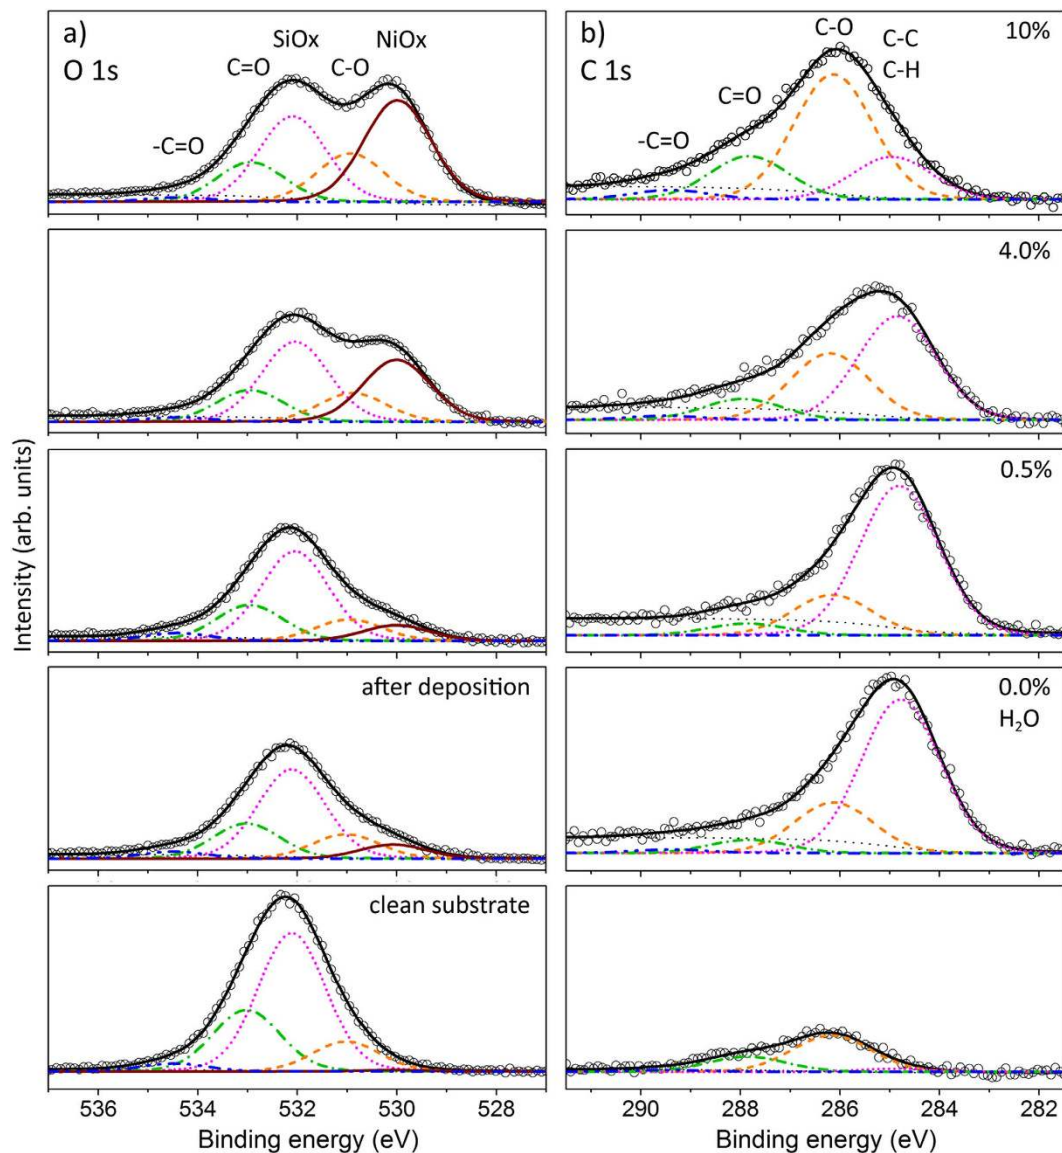 a)
O 1s
SiOx
NiOx
C=O
C-O
-C=O
b)
C 1s
C-O
C-C
C-H
10%
C=O
-C=O
4.0%
0.5%
after deposition
0.0%
H₂O
clean substrate
Intensity (arb. units)
536 534 532 530 528
290 288 286 284 282
Binding energy (eV)
Binding energy (eV)